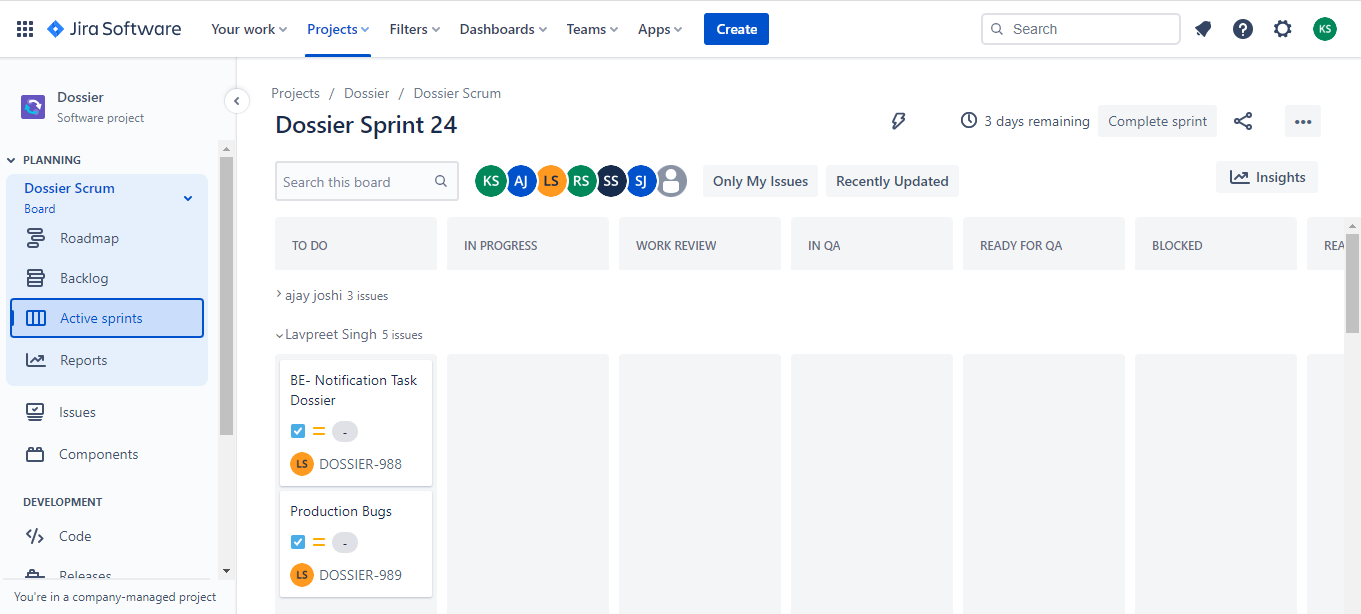 Jira Software
Your work
Projects
Filters
Dashboards
Teams
Apps
Create
Search
KS
Dossier
Software project
PLANNING
Dossier Scrum
Board
Roadmap
Backlog
Active sprints
Reports
Issues
Components
DEVELOPMENT
Code
Releases
You're in a company-managed project
Projects / Dossier / Dossier Scrum
Dossier Sprint 24
3 days remaining
Complete sprint
Search this board
KS AJ LS RS SS SJ
Only My Issues
Recently Updated
Insights
TO DO
IN PROGRESS
WORK REVIEW
IN QA
READY FOR QA
BLOCKED
REA
ajay joshi 3 issues
Lavpreet Singh 5 issues
BE- Notification Task
Dossier
-
LS DOSSIER-988
Production Bugs
-
LS DOSSIER-989